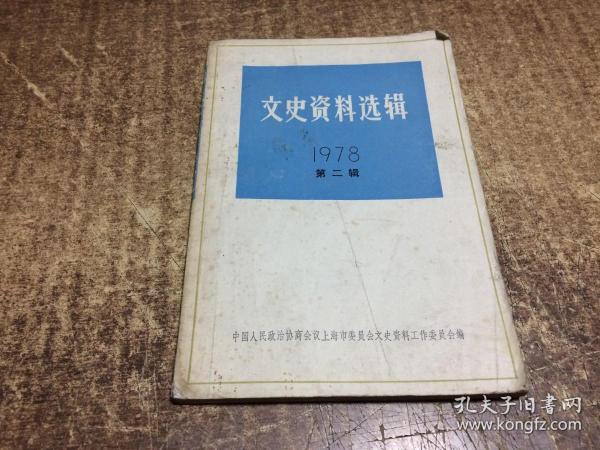 文史资料选辑
1978
第二辑
中国人民政治协商会议上海市委员会文史资料工作委员会编
孔夫子旧书网
www.kongfz.com